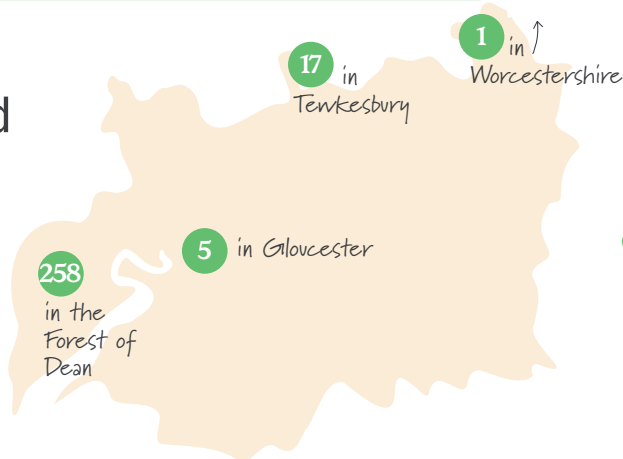 1 in
Worcestershire
17 in
Tewkesbury
d
5 in Gloucester
258
in the
Forest of
Dean